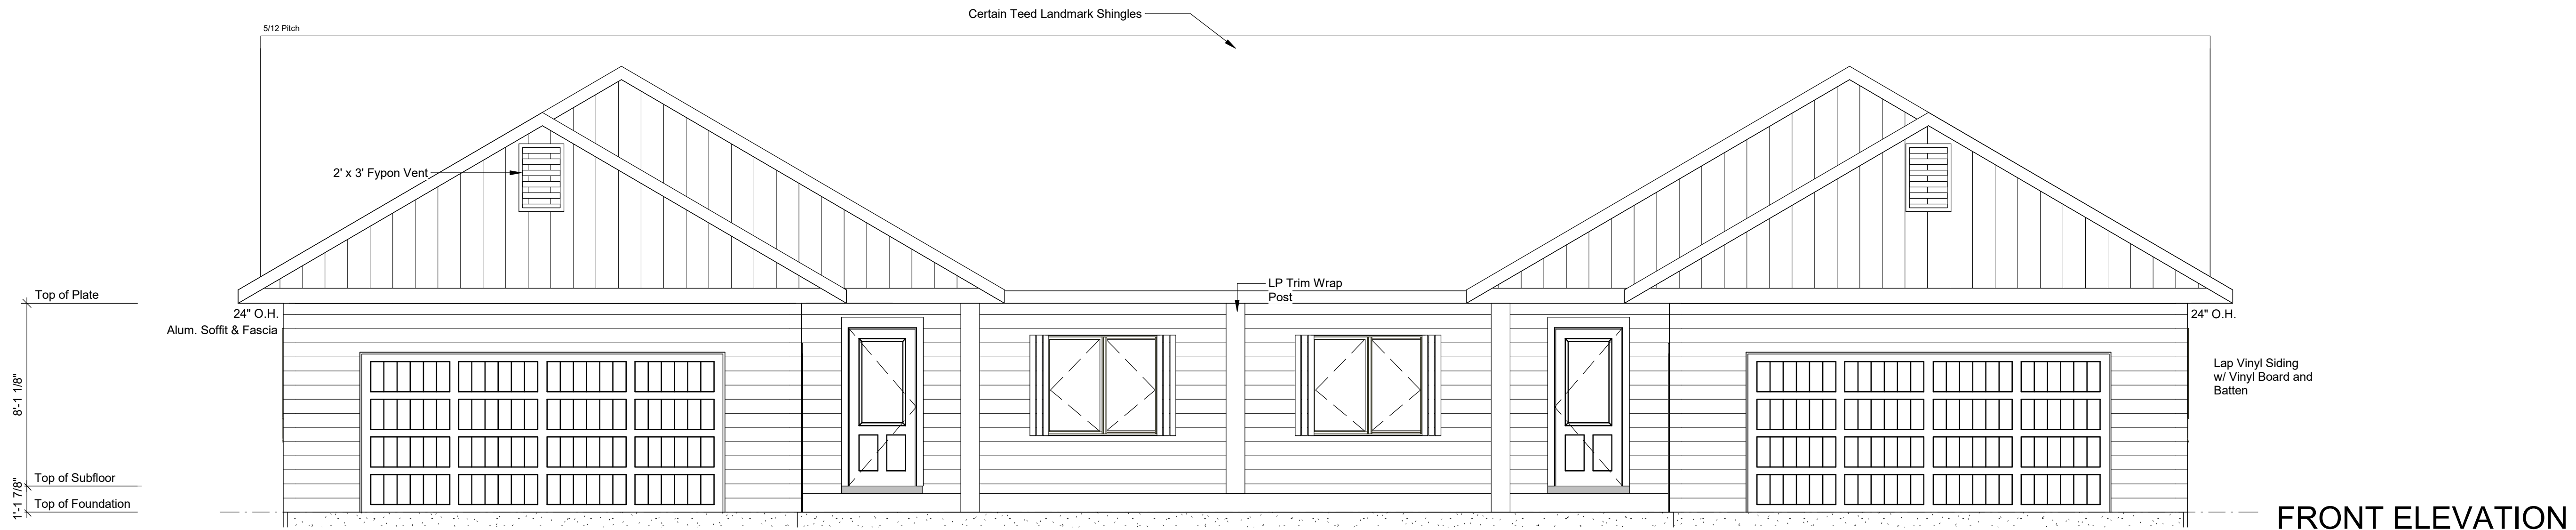 Certain Teed Landmark Shingles
5/12 Pitch
2' x 3' Fypon Vent
LP Trim Wrap
Post
Top of Plate
24" O.H.
Alum. Soffit & Fascia
24" O.H.
8'-1 1/8"
Lap Vinyl Siding
w/ Vinyl Board and
Batten
Top of Subfloor
1'-1 7/8"
Top of Foundation
FRONT ELEVATION